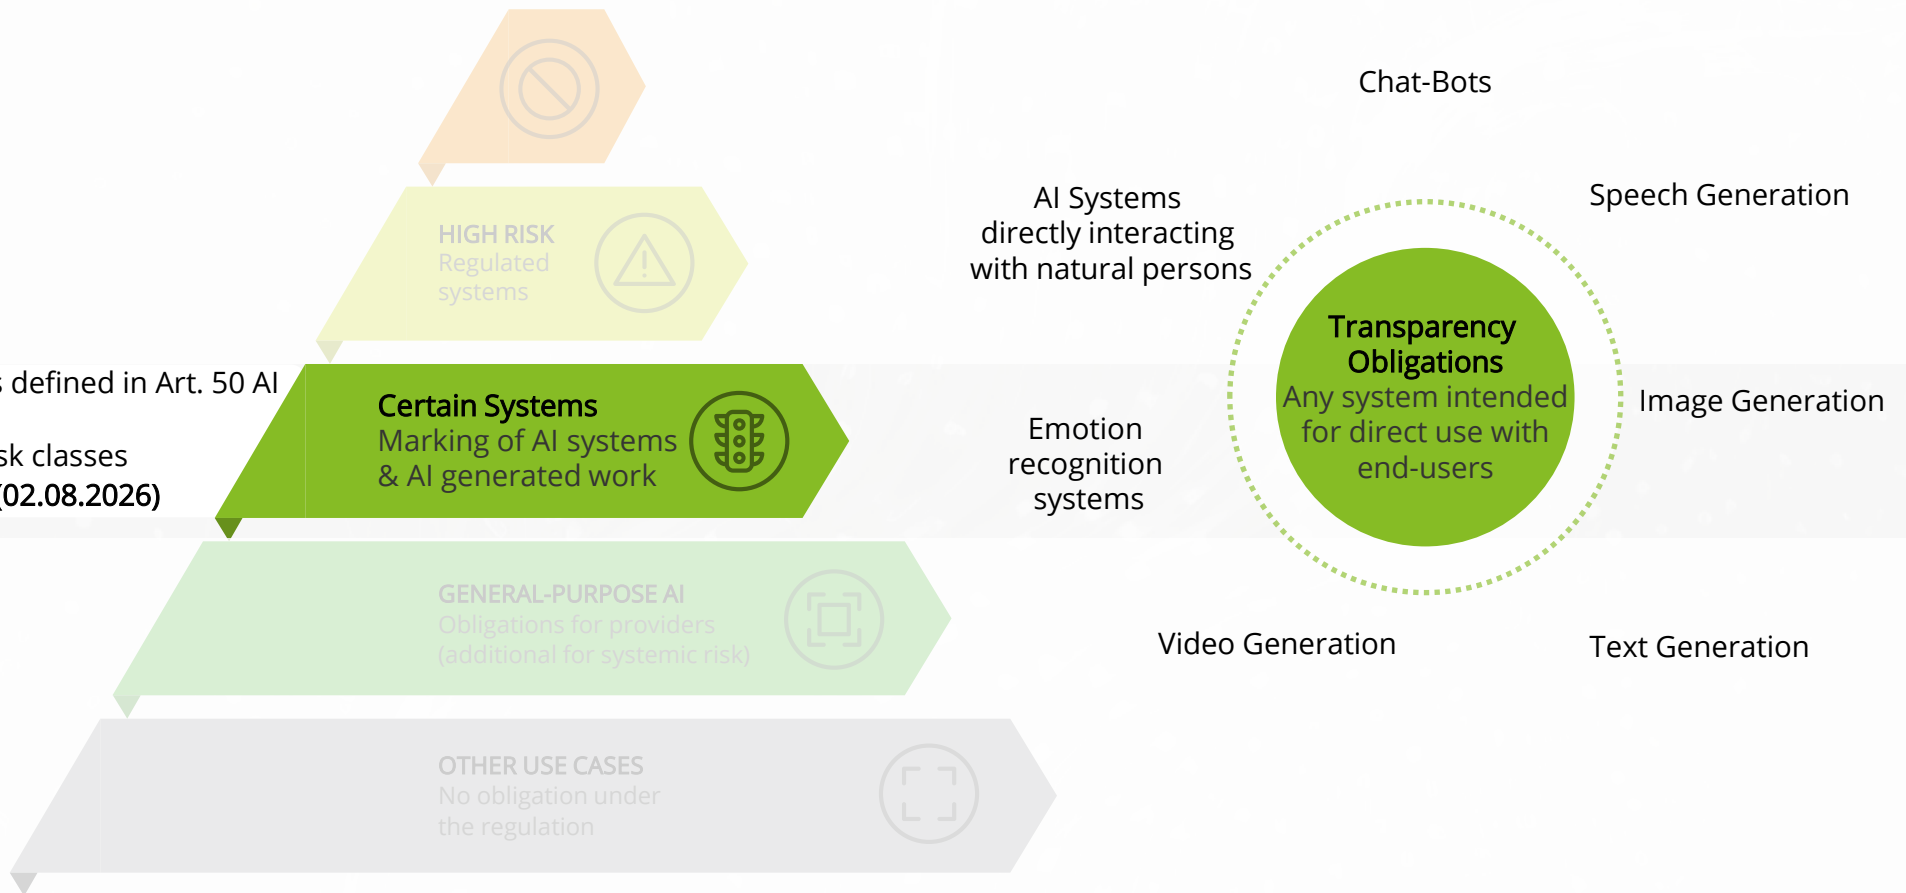 HIGH RISK
Regulated
systems
s defined in Art. 50 AI
sk classes
(02.08.2026)
Certain Systems
Marking of AI systems
& AI generated work
GENERAL-PURPOSE AI
Obligations for providers
(additional for systemic risk)
OTHER USE CASES
No obligation under
the regulation
Chat-Bots
AI Systems
directly interacting
with natural persons
Speech Generation
Transparency
Obligations
Any system intended
for direct use with
end-users
Image Generation
Emotion
recognition
systems
Video Generation
Text Generation